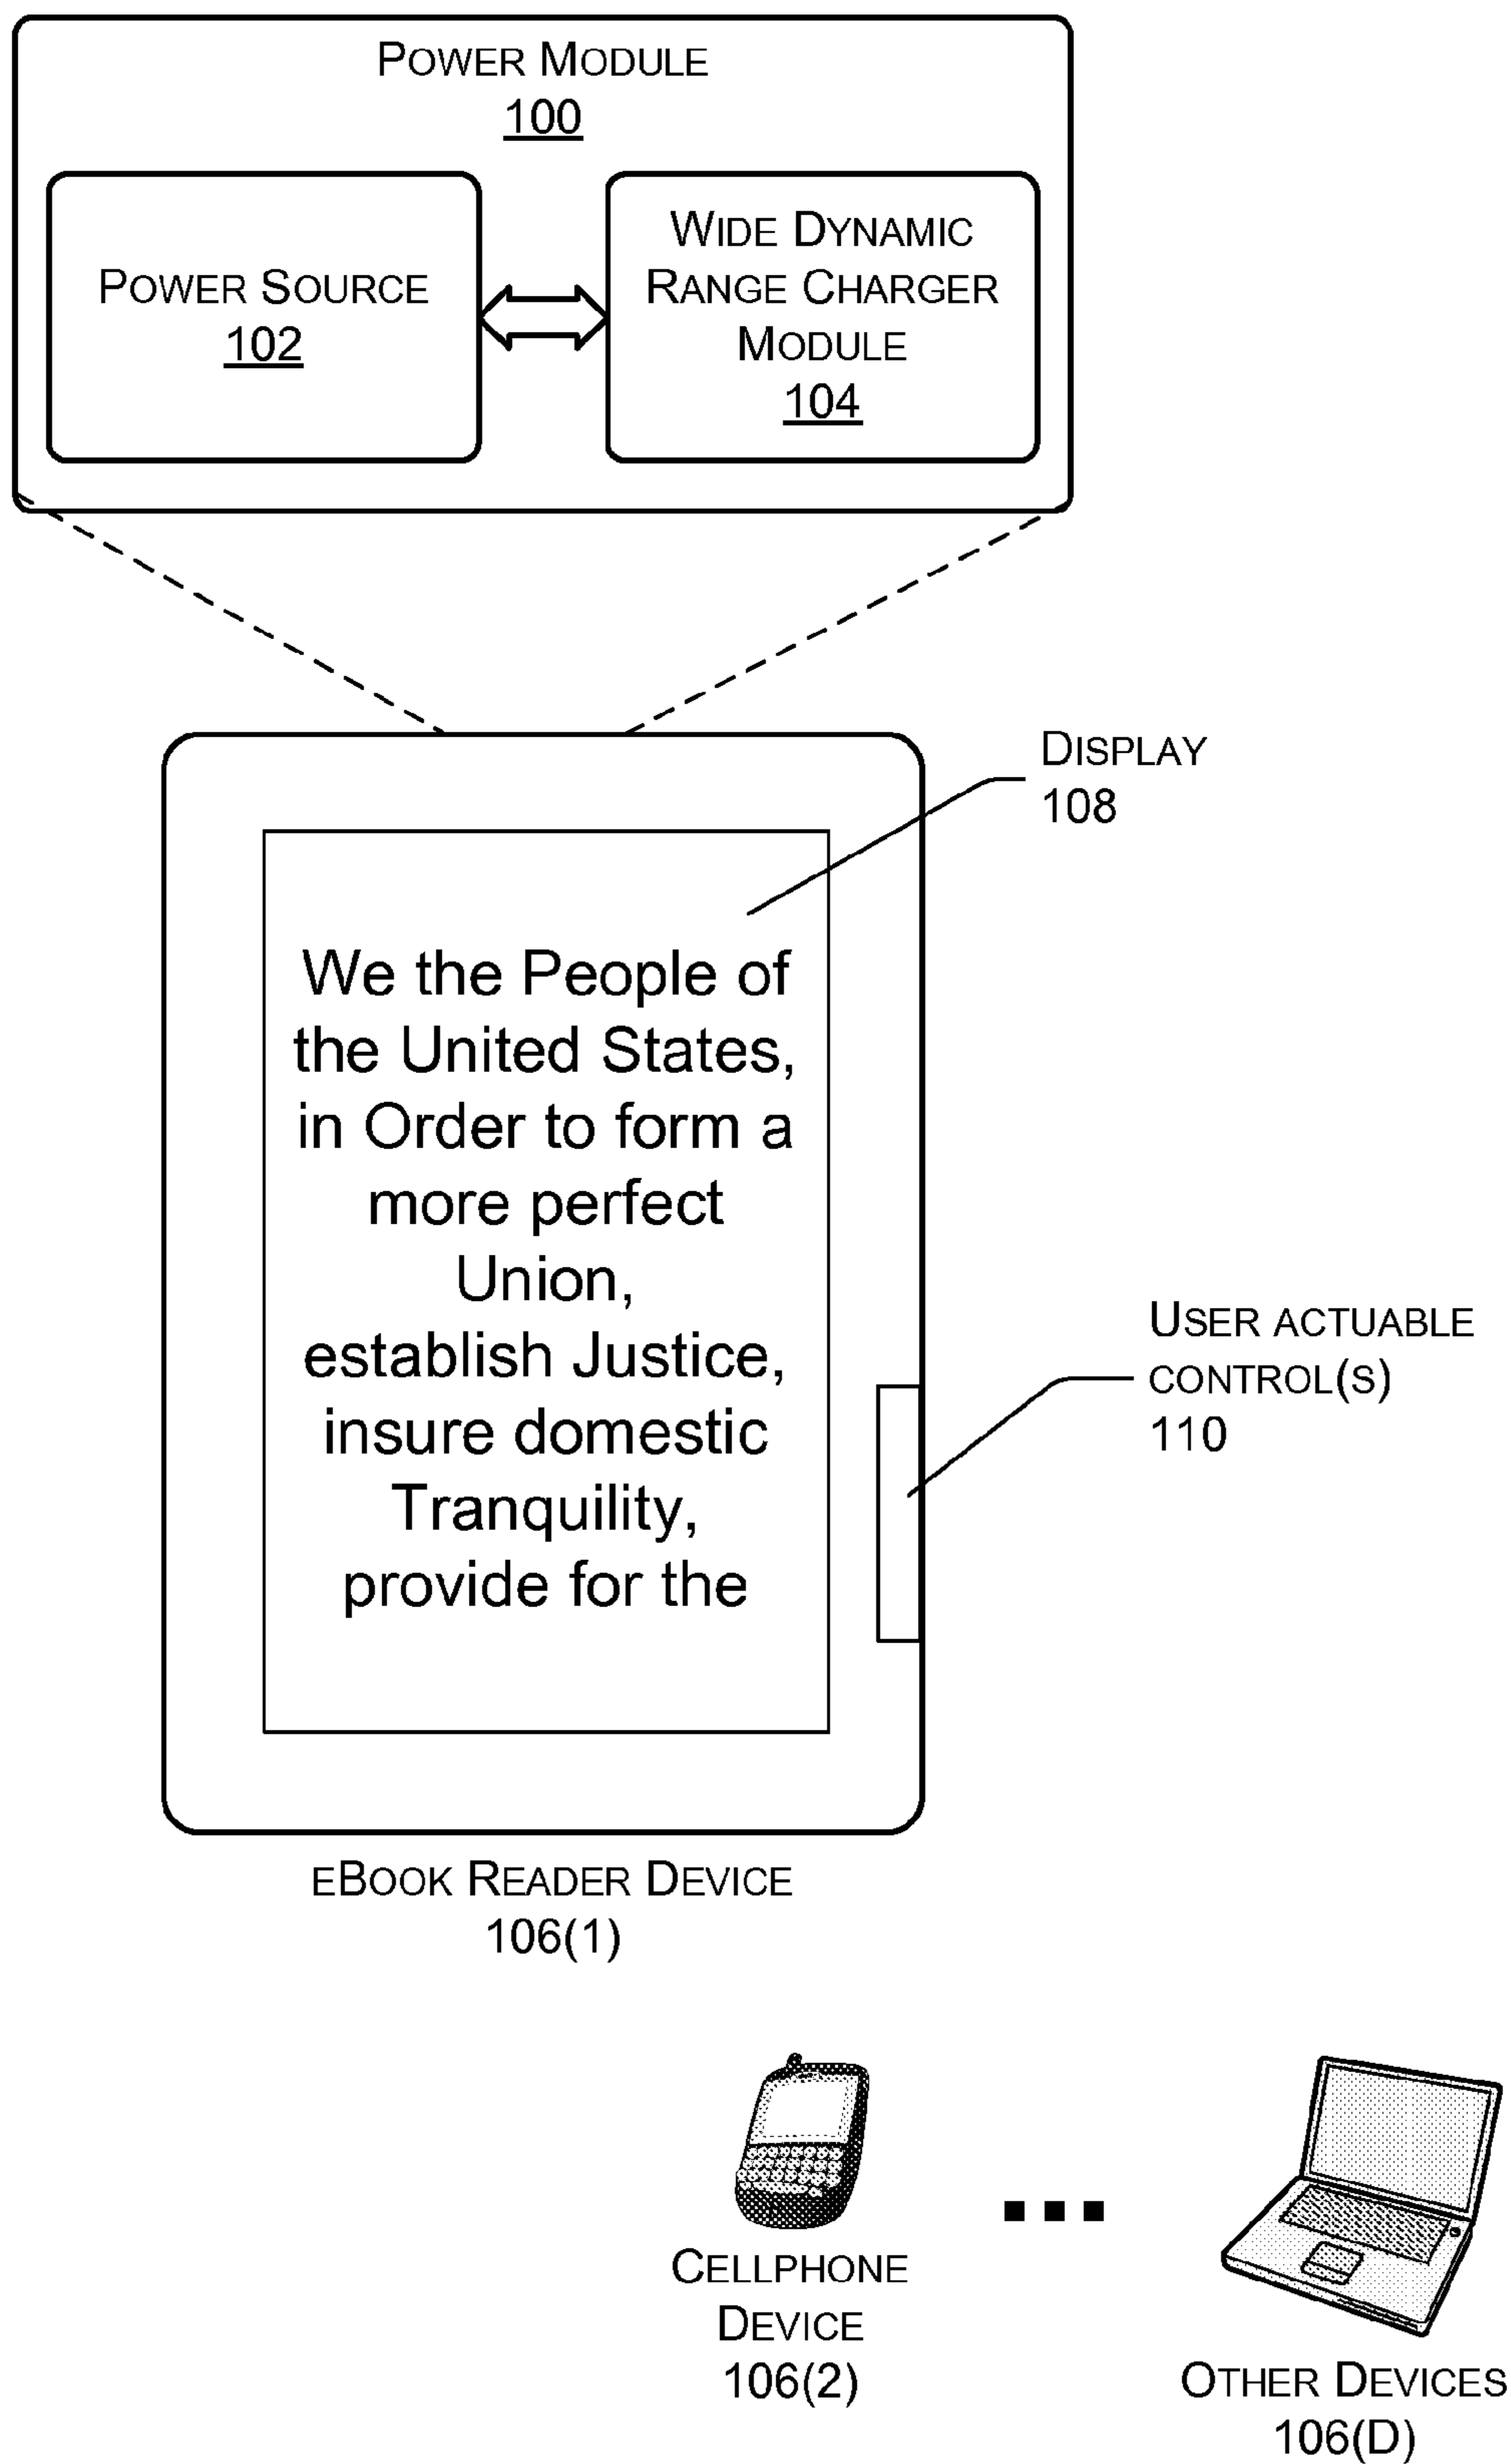 POWER MODULE
100
POWER SOURCE
102
WIDE DYNAMIC
RANGE CHARGER
MODULE
104
DISPLAY
108
We the People of
the United States,
in Order to form a
more perfect
Union,
establish Justice,
insure domestic
Tranquility,
provide for the
USER ACTUABLE
CONTROL(S)
110
EBOOK READER DEVICE
106(1)
CELLPHONE
DEVICE
106(2)
OTHER DEVICES
106(D)